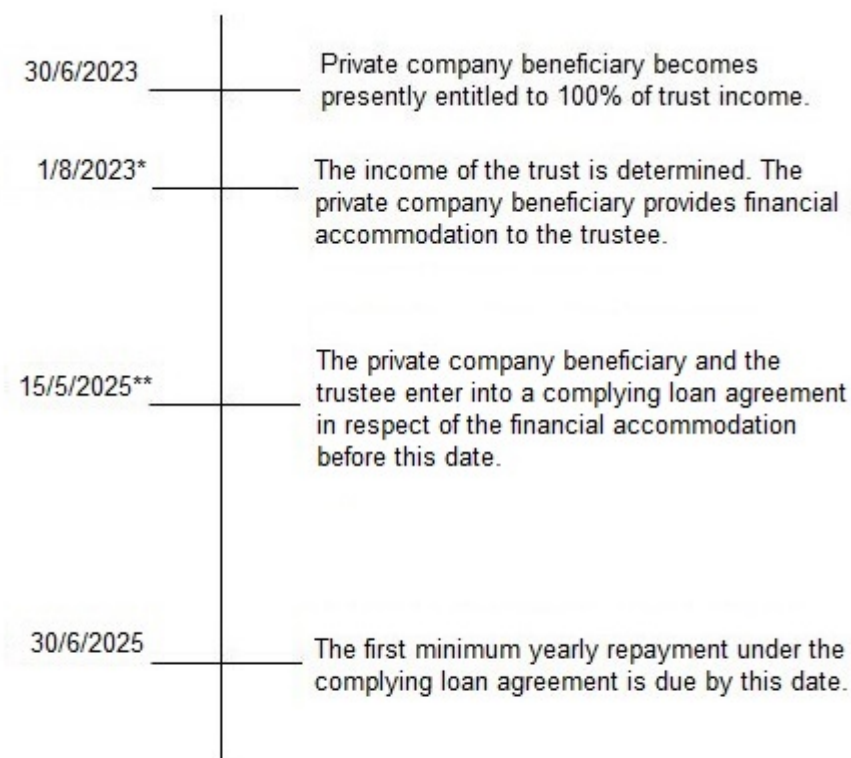 30/6/2023
Private company beneficiary becomes
presently entitled to 100% of trust income.
1/8/2023*
The income of the trust is determined. The
private company beneficiary provides financial
accommodation to the trustee.
15/5/2025**
The private company beneficiary and the
trustee enter into a complying loan agreement
in respect of the financial accommodation
before this date.
30/6/2025
The first minimum yearly repayment under the
complying loan agreement is due by this date.